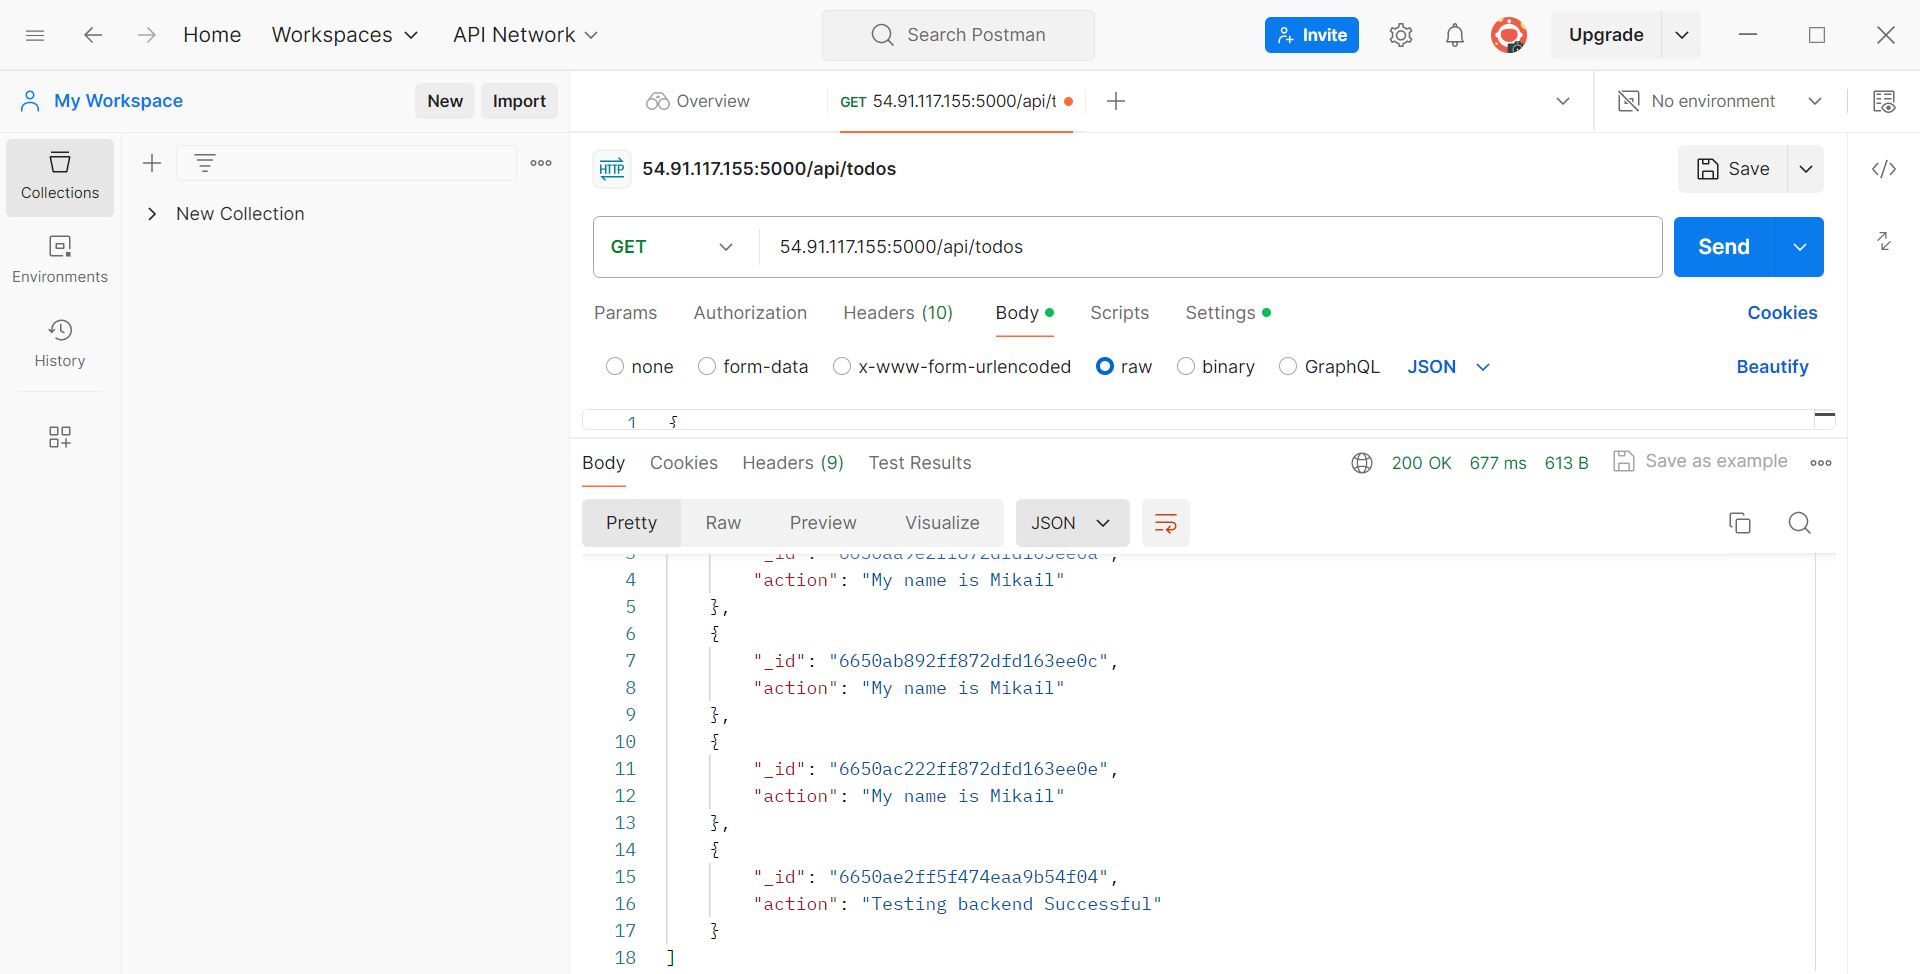 Home Workspaces API Network Search Postman Invite Upgrade
My Workspace New Import Overview GET 54.91.117.155:5000/api/t No environment
Collections
Environments
History
New Collection
HTTP 54.91.117.155:5000/api/todos Save
GET 54.91.117.155:5000/api/todos Send
Params Authorization Headers (10) Body Scripts Settings Cookies
none form-data x-www-form-urlencoded raw binary GraphQL JSON Beautify
1 {
Body Cookies Headers (9) Test Results 200 OK 677 ms 613 B Save as example
Pretty Raw Preview Visualize JSON
4 "action": "My name is Mikail"
5 },
6 {
7 "_id": "6650ab892ff872dfd163ee0c",
8 "action": "My name is Mikail"
9 },
10 {
11 "_id": "6650ac222ff872dfd163ee0e",
12 "action": "My name is Mikail"
13 },
14 {
15 "_id": "6650ae2ff5f474eaa9b54f04",
16 "action": "Testing backend Successful"
17 }
18 ]